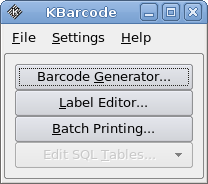 KBarcode
File Settings Help
Barcode Generator...
Label Editor...
Batch Printing...
Edit SQL Tables...